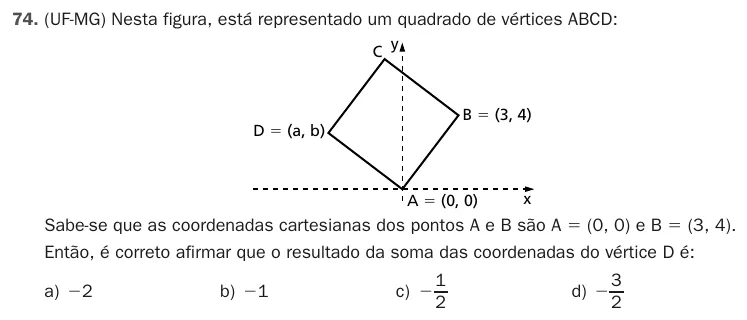 74. (UF-MG) Nesta figura, está representado um quadrado de vértices ABCD:
C y
B = (3, 4)
D = (a, b)
A = (0, 0) x
Sabe-se que as coordenadas cartesianas dos pontos A e B são A = (0, 0) e B = (3, 4).
Então, é correto afirmar que o resultado da soma das coordenadas do vértice D é:
a) −2 b) −1 c) −1/2 d) −3/2